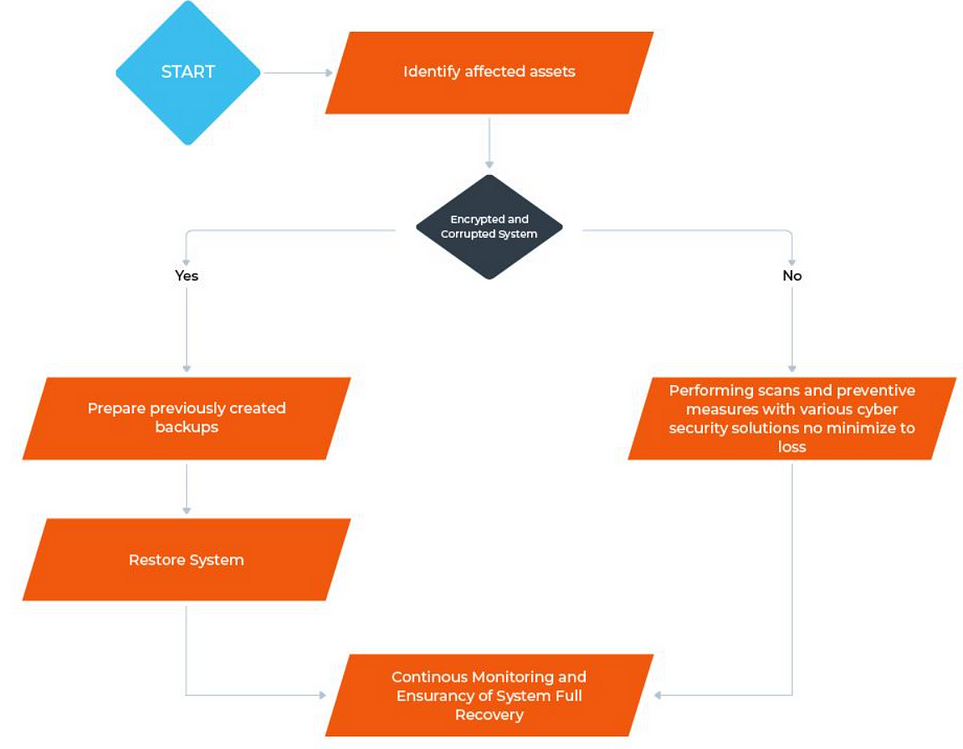 START
Identify affected assets
Encrypted and
Corrupted System
Yes
No
Prepare previously created
backups
Performing scans and preventive
measures with various cyber
security solutions no minimize to
loss
Restore System
Continous Monitoring and
Ensurancy of System Full
Recovery